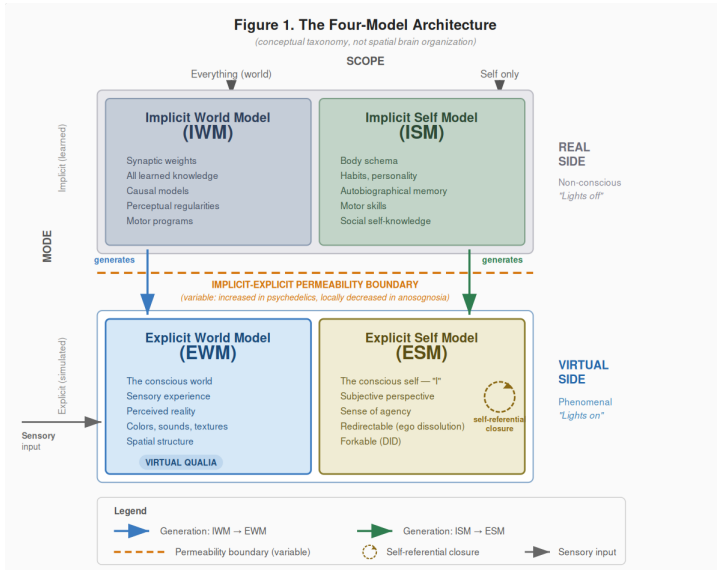 Figure 1. The Four-Model Architecture
(conceptual taxonomy, not spatial brain organization)
SCOPE
Everything (world)
Self only
MODE
Implicit (learned)
Implicit World Model
(IWM)
Synaptic weights
All learned knowledge
Causal models
Perceptual regularities
Motor programs
Implicit Self Model
(ISM)
Body schema
Habits, personality
Autobiographical memory
Motor skills
Social self-knowledge
REAL
SIDE
Non-conscious
"Lights off"
generates
generates
IMPLICIT-EXPLICIT PERMEABILITY BOUNDARY
(variable: increased in psychedelics, locally decreased in anosognosia)
Explicit (simulated)
Explicit World Model
(EWM)
The conscious world
Sensory experience
Perceived reality
Colors, sounds, textures
Spatial structure
VIRTUAL QUALIA
Explicit Self Model
(ESM)
The conscious self — "I"
Subjective perspective
Sense of agency
Redirectable (ego dissolution)
Forkable (DID)
self-referential
closure
VIRTUAL
SIDE
Phenomenal
"Lights on"
Sensory
input
Legend
Generation: IWM → EWM
Generation: ISM → ESM
Permeability boundary (variable)
Self-referential closure
Sensory input